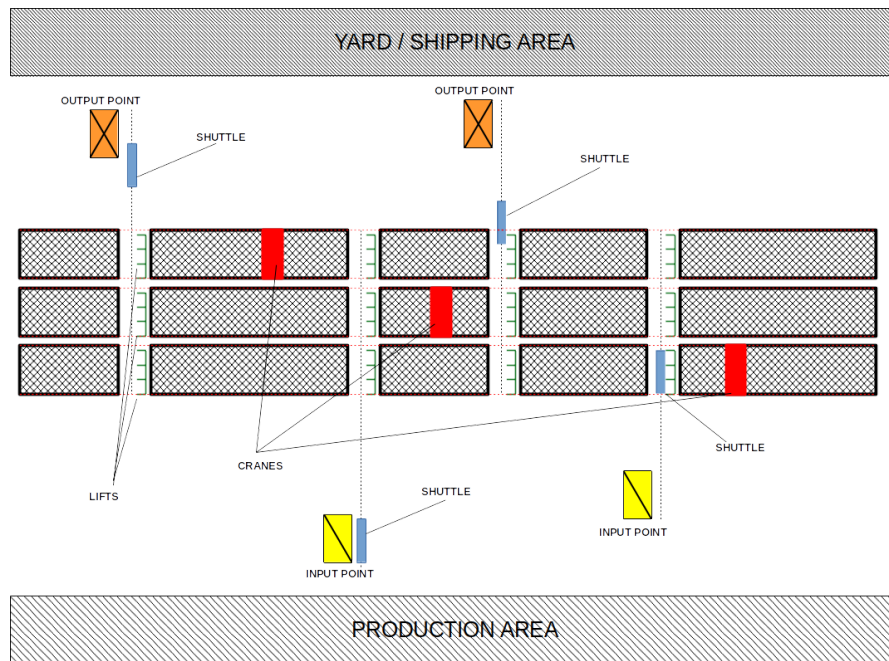 YARD / SHIPPING AREA
OUTPUT POINT
OUTPUT POINT
SHUTTLE
SHUTTLE
CRANES
SHUTTLE
LIFTS
SHUTTLE
INPUT POINT
INPUT POINT
PRODUCTION AREA